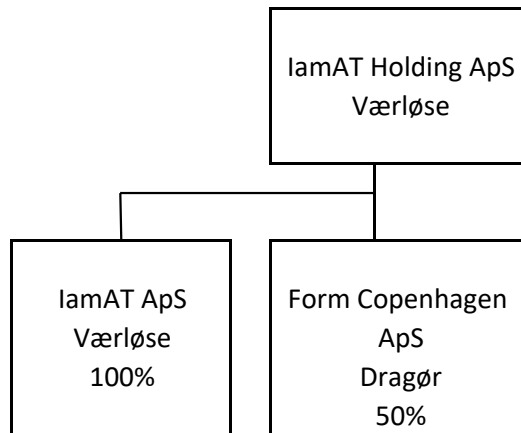 IamAT Holding ApS
Værløse
IamAT ApS
Værløse
100%
Form Copenhagen
ApS
Dragør
50%